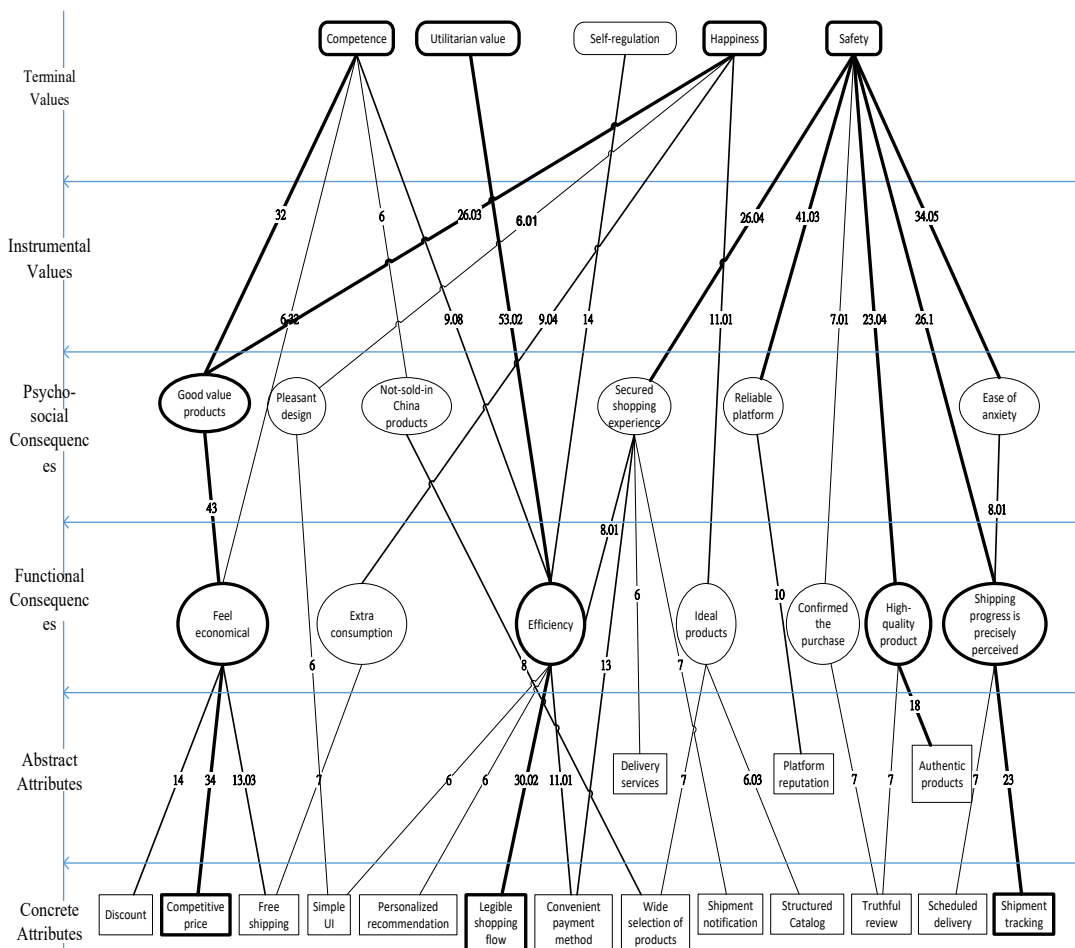 Competence
Utilitarian value
Self-regulation
Happiness
Safety
Terminal
Values
32
6
26.03
6.01
26.04
41.03
34.05
Instrumental
Values
6.32
9.08
53.02
9.04
14
11.01
7.01
23.04
26.1
Psycho-
social
Consequenc
es
Good value
products
Pleasant
design
Not-sold-in
China
products
Secured
shopping
experience
Reliable
platform
Ease of
anxiety
43
8.01
8.01
Functional
Consequenc
es
Feel
economical
Extra
consumption
Efficiency
Ideal
products
Confirmed
the
purchase
High-
quality
product
Shipping
progress is
precisely
perceived
6
10
6
8
13
7
18
Abstract
Attributes
Delivery
services
Platform
reputation
Authentic
products
14
34
13.03
7
6
6
30.02
11.01
7
6.03
7
7
7
23
Concrete
Attributes
Discount
Competitive
price
Free
shipping
Simple
UI
Personalized
recommendation
Legible
shopping
flow
Convenient
payment
method
Wide
selection of
products
Shipment
notification
Structured
Catalog
Truthful
review
Scheduled
delivery
Shipment
tracking